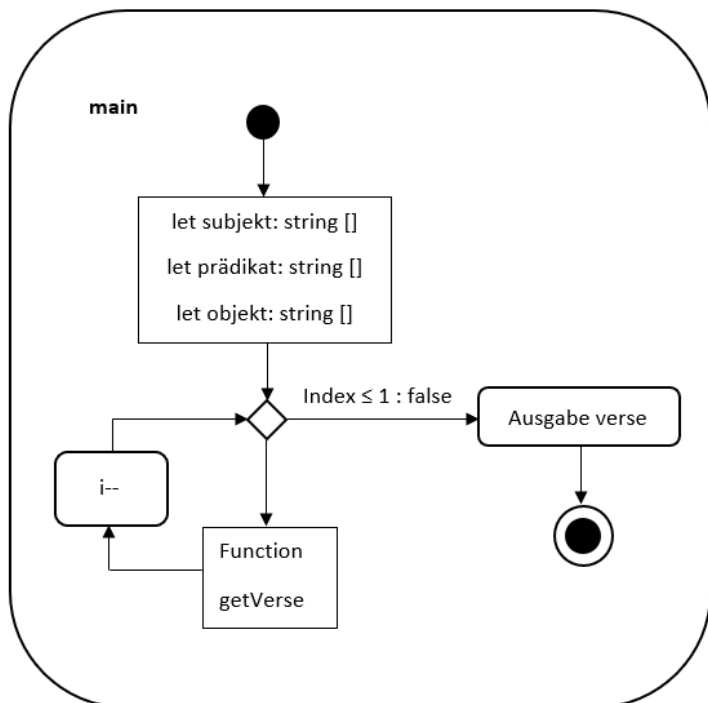 main
let subjekt: string []
let prädikat: string []
let objekt: string []
Index ≤ 1 : false
Ausgabe verse
i--
Function
getVerse